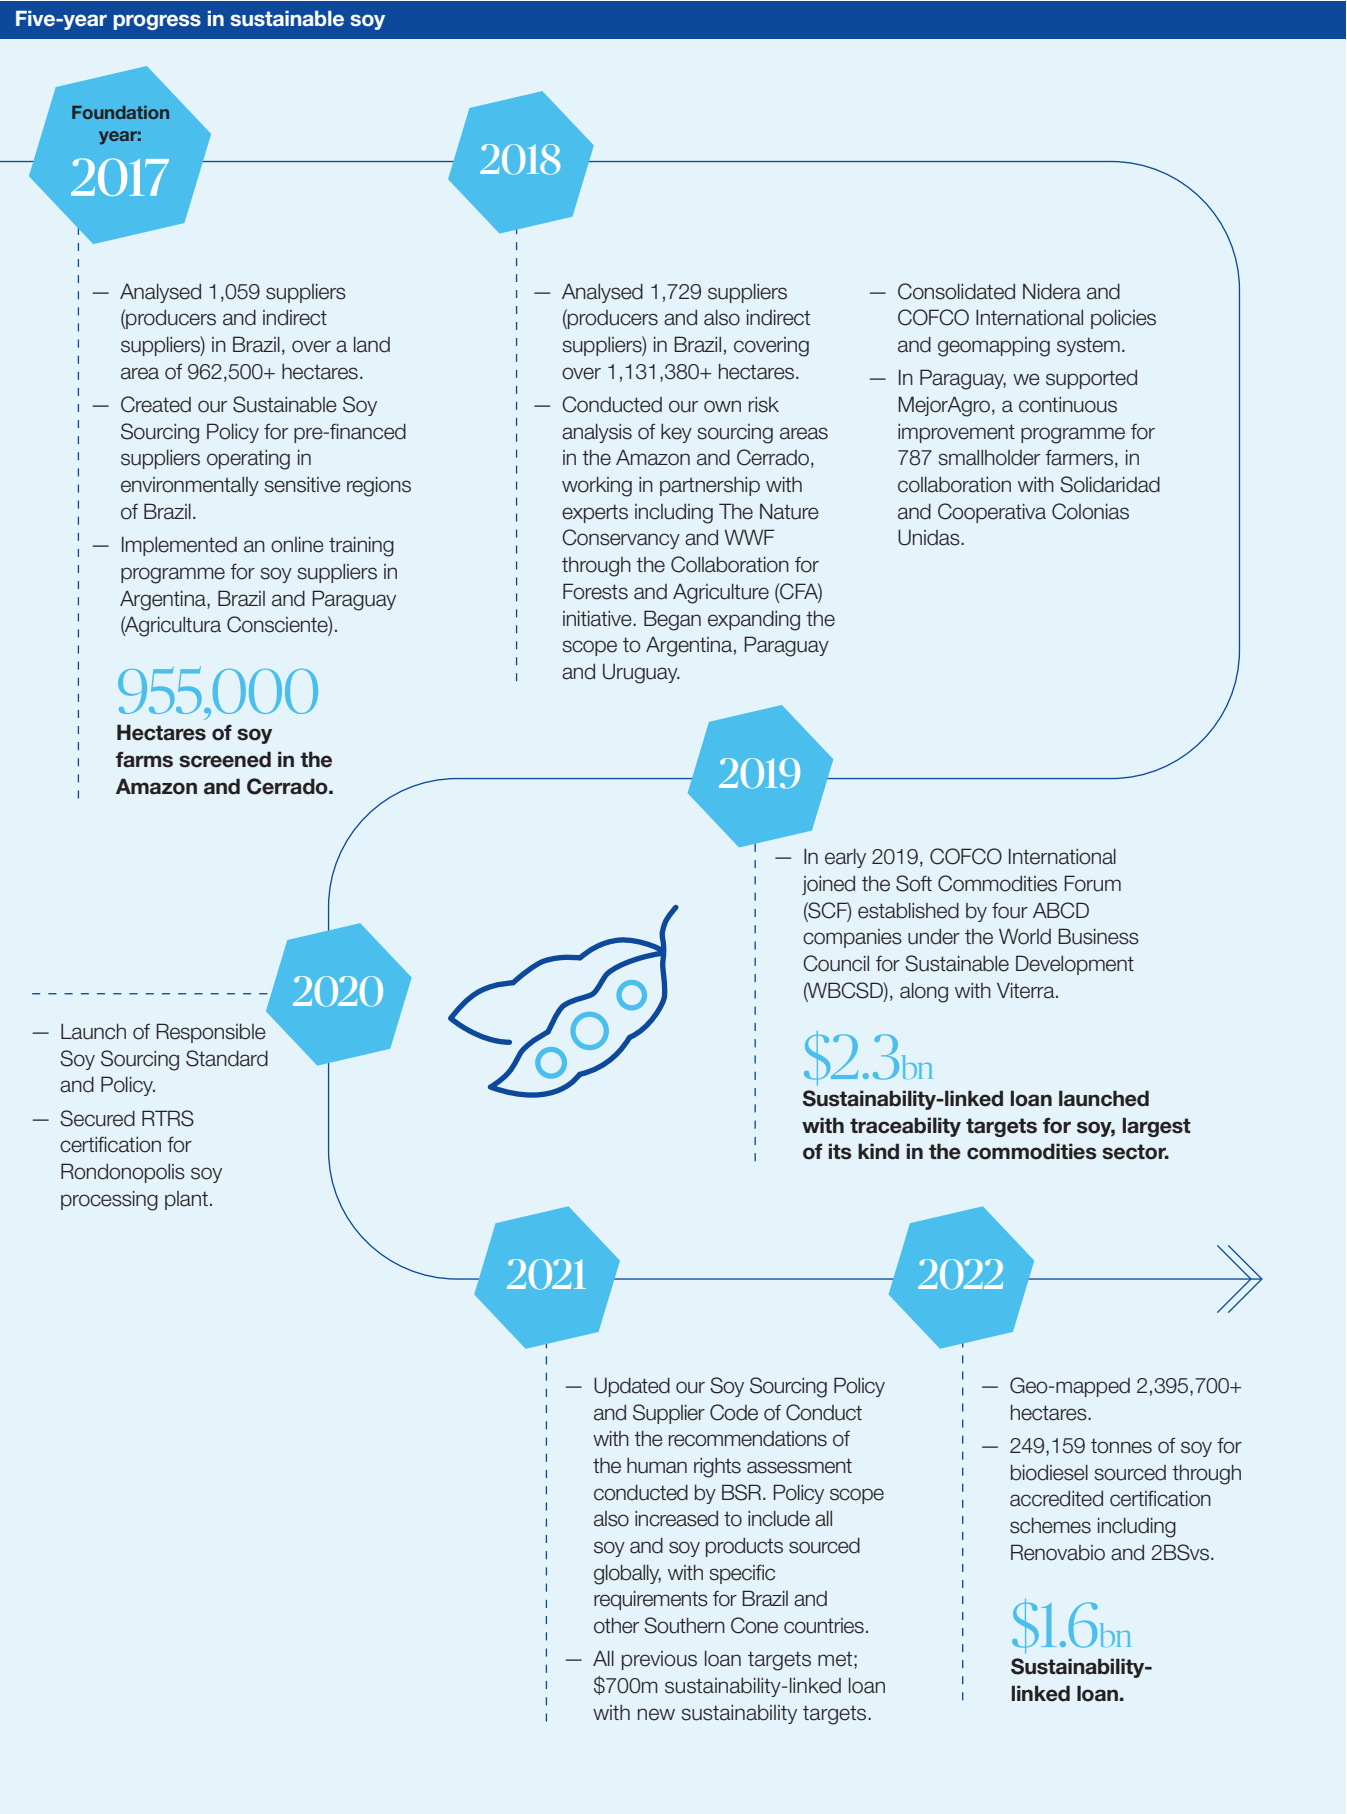 Five-year progress in sustainable soy
Foundation
year:
2017
— Analysed 1,059 suppliers
(producers and indirect
suppliers) in Brazil, over a land
area of 962,500+ hectares.
— Created our Sustainable Soy
Sourcing Policy for pre-financed
suppliers operating in
environmentally sensitive regions
of Brazil.
— Implemented an online training
programme for soy suppliers in
Argentina, Brazil and Paraguay
(Agricultura Consciente).
955,000
Hectares of soy
farms screened in the
Amazon and Cerrado.
2018
— Analysed 1,729 suppliers
(producers and also indirect
suppliers) in Brazil, covering
over 1,131,380+ hectares.
— Conducted our own risk
analysis of key sourcing areas
in the Amazon and Cerrado,
working in partnership with
experts including The Nature
Conservancy and WWF
through the Collaboration for
Forests and Agriculture (CFA)
initiative. Began expanding the
scope to Argentina, Paraguay
and Uruguay.
— Consolidated Nidera and
COFCO International policies
and geomapping system.
— In Paraguay, we supported
MejorAgro, a continuous
improvement programme for
787 smallholder farmers, in
collaboration with Solidaridad
and Cooperativa Colonias
Unidas.
2019
— In early 2019, COFCO International
joined the Soft Commodities Forum
(SCF) established by four ABCD
companies under the World Business
Council for Sustainable Development
(WBCSD), along with Viterra.
$2.3bn
Sustainability-linked loan launched
with traceability targets for soy, largest
of its kind in the commodities sector.
2020
— Launch of Responsible
Soy Sourcing Standard
and Policy.
— Secured RTRS
certification for
Rondonopolis soy
processing plant.
2021
— Updated our Soy Sourcing Policy
and Supplier Code of Conduct
with the recommendations of
the human rights assessment
conducted by BSR. Policy scope
also increased to include all
soy and soy products sourced
globally, with specific
requirements for Brazil and
other Southern Cone countries.
— All previous loan targets met;
$700m sustainability-linked loan
with new sustainability targets.
2022
— Geo-mapped 2,395,700+
hectares.
— 249,159 tonnes of soy for
biodiesel sourced through
accredited certification
schemes including
Renovabio and 2BSvs.
$1.6bn
Sustainability-
linked loan.